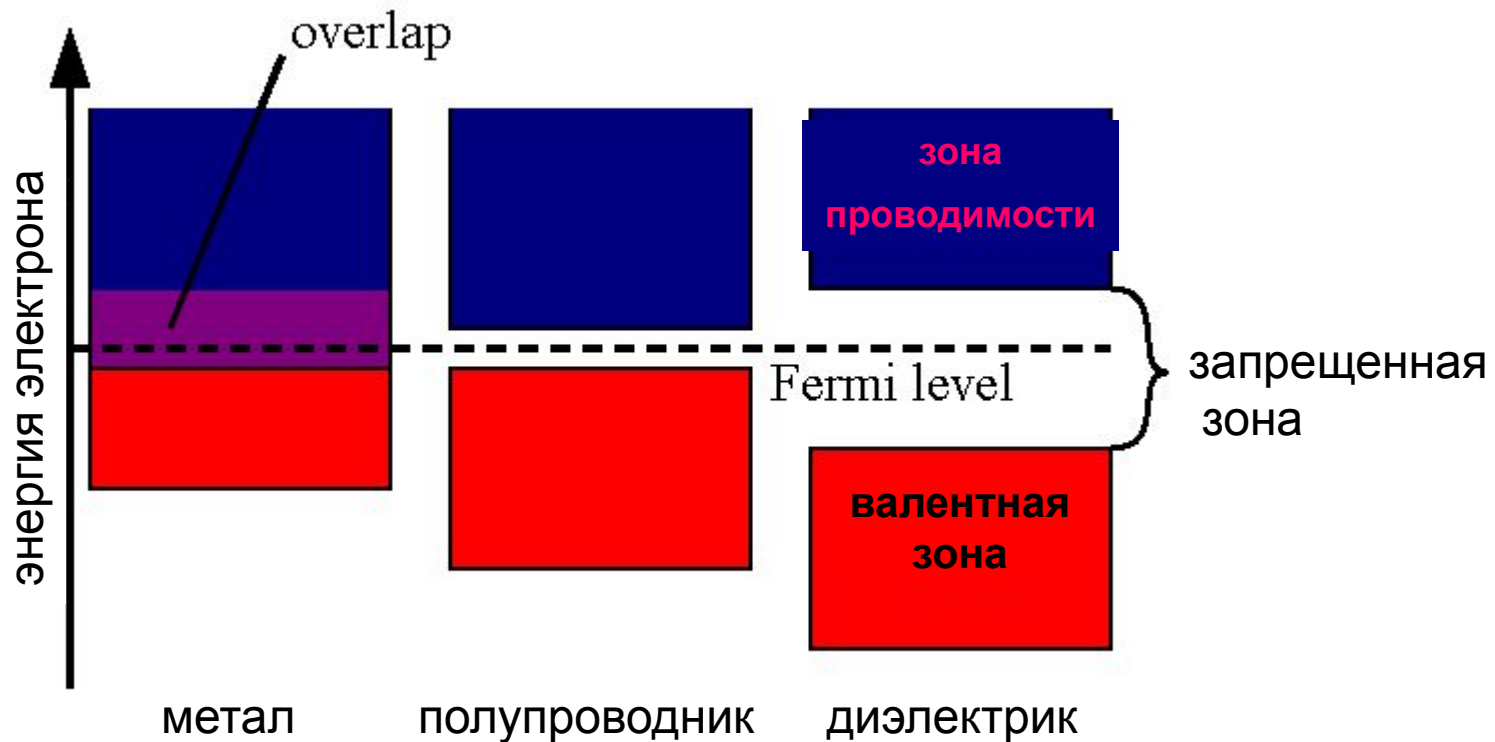 overlap
энергия электрона
зона
проводимости
Fermi level
запрещенная
зона
валентная
зона
метал
полупроводник
диэлектрик